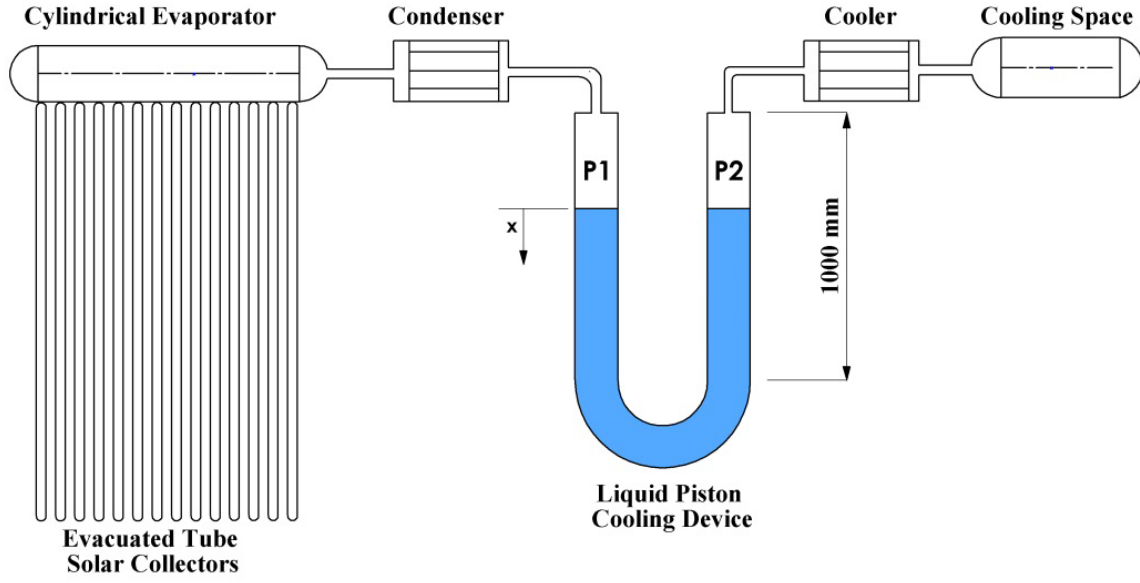 Cylindrical Evaporator
Condenser
Cooler
Cooling Space
P1
P2
x
1000 mm
Liquid Piston
Cooling Device
Evacuated Tube
Solar Collectors